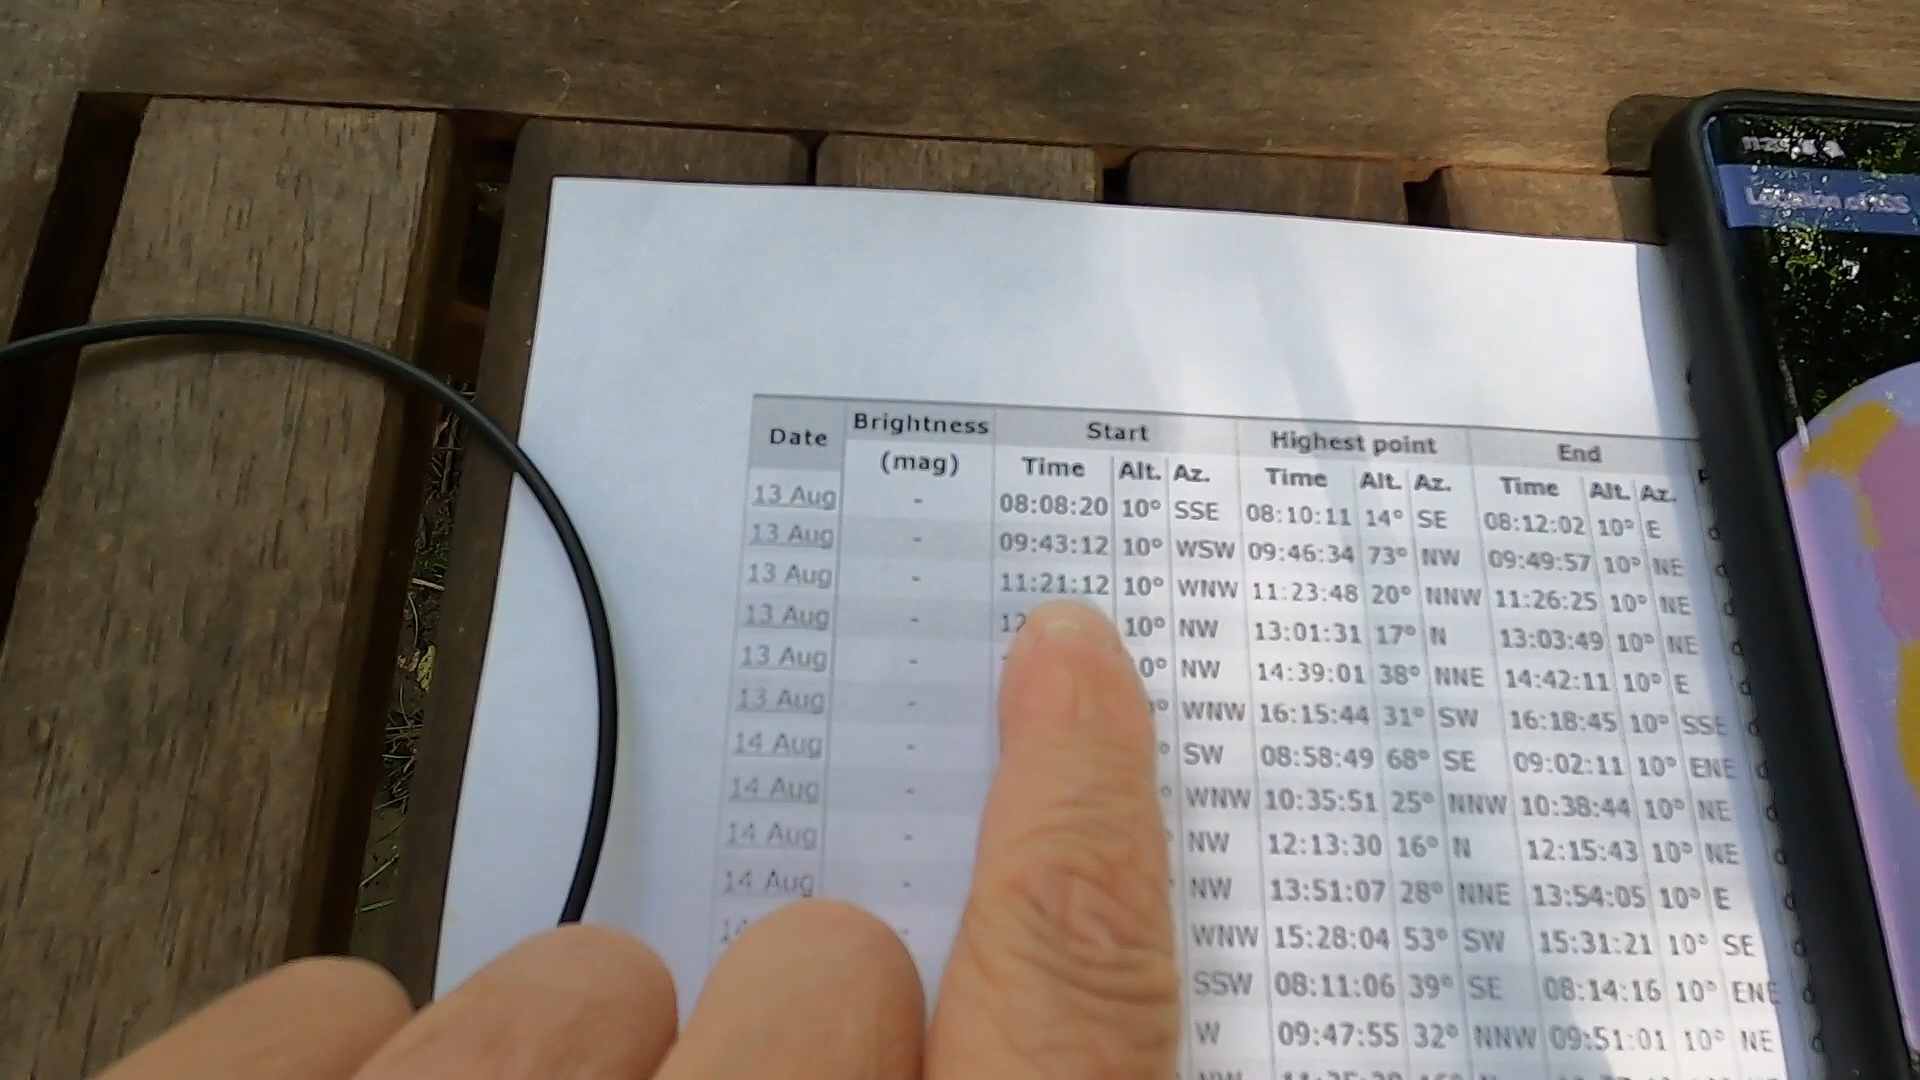 Location of ISS
Date Brightness Start Highest point End
(mag) Time Alt. Az. Time Alt. Az. Time Alt. Az.
13 Aug - 08:08:20 10° SSE 08:10:11 14° SE 08:12:02 10° E
13 Aug - 09:43:12 10° WSW 09:46:34 73° NW 09:49:57 10° NE
13 Aug - 11:21:12 10° WNW 11:23:48 20° NNW 11:26:25 10° NE
13 Aug - 12 10° NW 13:01:31 17° N 13:03:49 10° NE
13 Aug - 0° NW 14:39:01 38° NNE 14:42:11 10° E
13 Aug - ° WNW 16:15:44 31° SW 16:18:45 10° SSE
14 Aug - ° SW 08:58:49 68° SE 09:02:11 10° ENE
14 Aug - ° WNW 10:35:51 25° NNW 10:38:44 10° NE
14 Aug - NW 12:13:30 16° N 12:15:43 10° NE
14 Aug - NW 13:51:07 28° NNE 13:54:05 10° E
14 - WNW 15:28:04 53° SW 15:31:21 10° SE
SSW 08:11:06 39° SE 08:14:16 10° ENE
W 09:47:55 32° NNW 09:51:01 10° NE